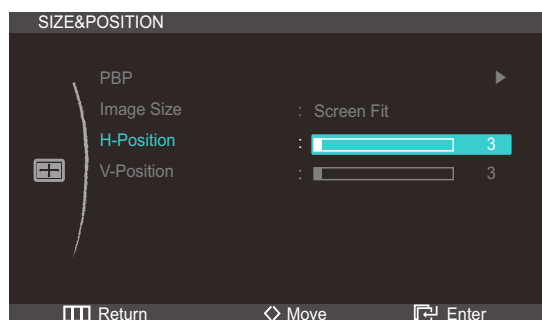 SIZE&POSITION
PBP
Image Size : Screen Fit
H-Position : 3
V-Position : 3
Return Move Enter